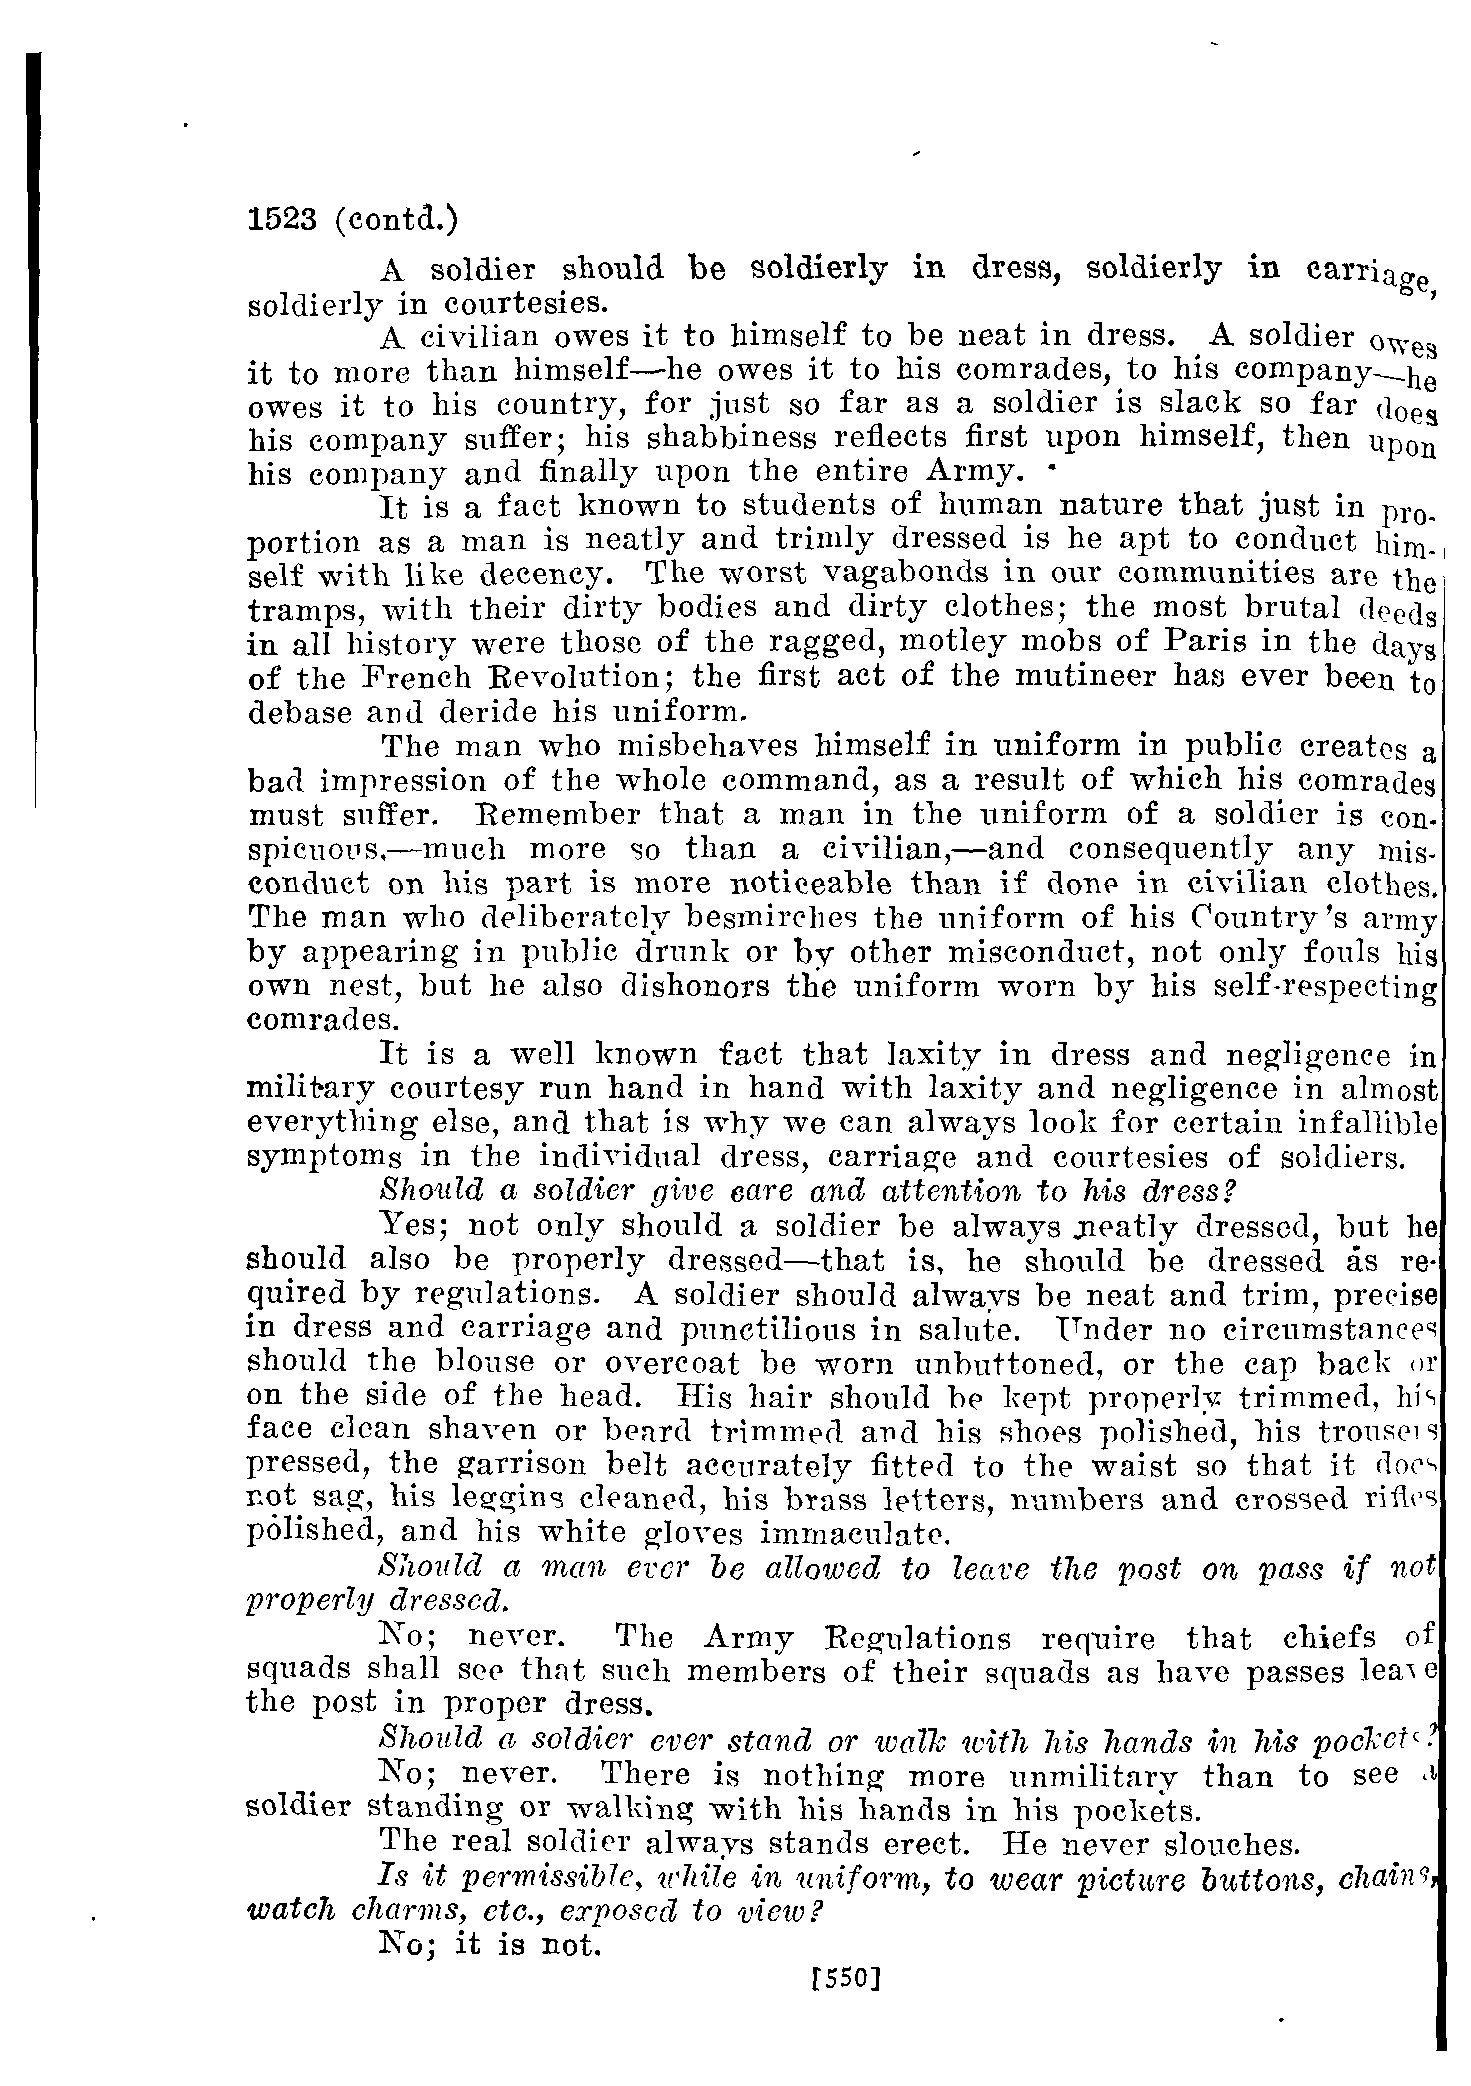 1523 (contd.)
A soldier should be soldierly in dress, soldierly in carriage,
soldierly in courtesies.
A civilian owes it to himself to be neat in dress. A soldier owes
it to more than himself—he owes it to his comrades, to his company—he
owes it to his country, for just so far as a soldier is slack so far does
his company suffer; his shabbiness reflects first upon himself, then upon
his company and finally upon the entire Army.
It is a fact known to students of human nature that just in pro-
portion as a man is neatly and trimly dressed is he apt to conduct him-
self with like decency. The worst vagabonds in our communities are the
tramps, with their dirty bodies and dirty clothes; the most brutal deeds
in all history were those of the ragged, motley mobs of Paris in the days
of the French Revolution; the first act of the mutineer has ever been to
debase and deride his uniform.
The man who misbehaves himself in uniform in public creates a
bad impression of the whole command, as a result of which his comrades
must suffer. Remember that a man in the uniform of a soldier is con-
spicuous,—much more so than a civilian,—and consequently any mis-
conduct on his part is more noticeable than if done in civilian clothes.
The man who deliberately besmirches the uniform of his Country's army
by appearing in public drunk or by other misconduct, not only fouls his
own nest, but he also dishonors the uniform worn by his self-respecting
comrades.
It is a well known fact that laxity in dress and negligence in
military courtesy run hand in hand with laxity and negligence in almost
everything else, and that is why we can always look for certain infallible
symptoms in the individual dress, carriage and courtesies of soldiers.
Should a soldier give care and attention to his dress?
Yes; not only should a soldier be always neatly dressed, but he
should also be properly dressed—that is, he should be dressed as re-
quired by regulations. A soldier should always be neat and trim, precise
in dress and carriage and punctilious in salute. Under no circumstances
should the blouse or overcoat be worn unbuttoned, or the cap back or
on the side of the head. His hair should be kept properly trimmed, his
face clean shaven or beard trimmed and his shoes polished, his trousers
pressed, the garrison belt accurately fitted to the waist so that it does
not sag, his leggins cleaned, his brass letters, numbers and crossed rifles
polished, and his white gloves immaculate.
Should a man ever be allowed to leave the post on pass if not
properly dressed.
No; never. The Army Regulations require that chiefs of
squads shall see that such members of their squads as have passes leave
the post in proper dress.
Should a soldier ever stand or walk with his hands in his pockets?
No; never. There is nothing more unmilitary than to see a
soldier standing or walking with his hands in his pockets.
The real soldier always stands erect. He never slouches.
Is it permissible, while in uniform, to wear picture buttons, chains,
watch charms, etc., exposed to view?
No; it is not.
[550]